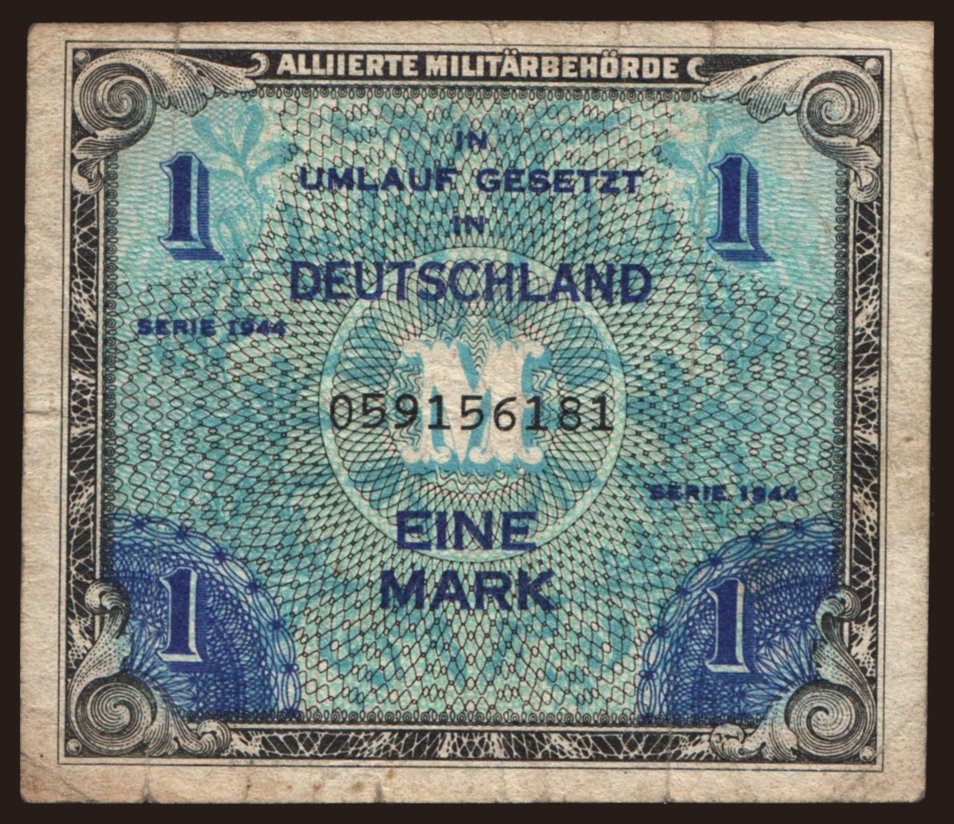 ALLIIERTE MILITÄRBEHÖRDE
IN
1 UMLAUF GESETZT 1
IN
DEUTSCHLAND
SERIE 1944
M
059156181
SERIE 1944
EINE
1 MARK 1